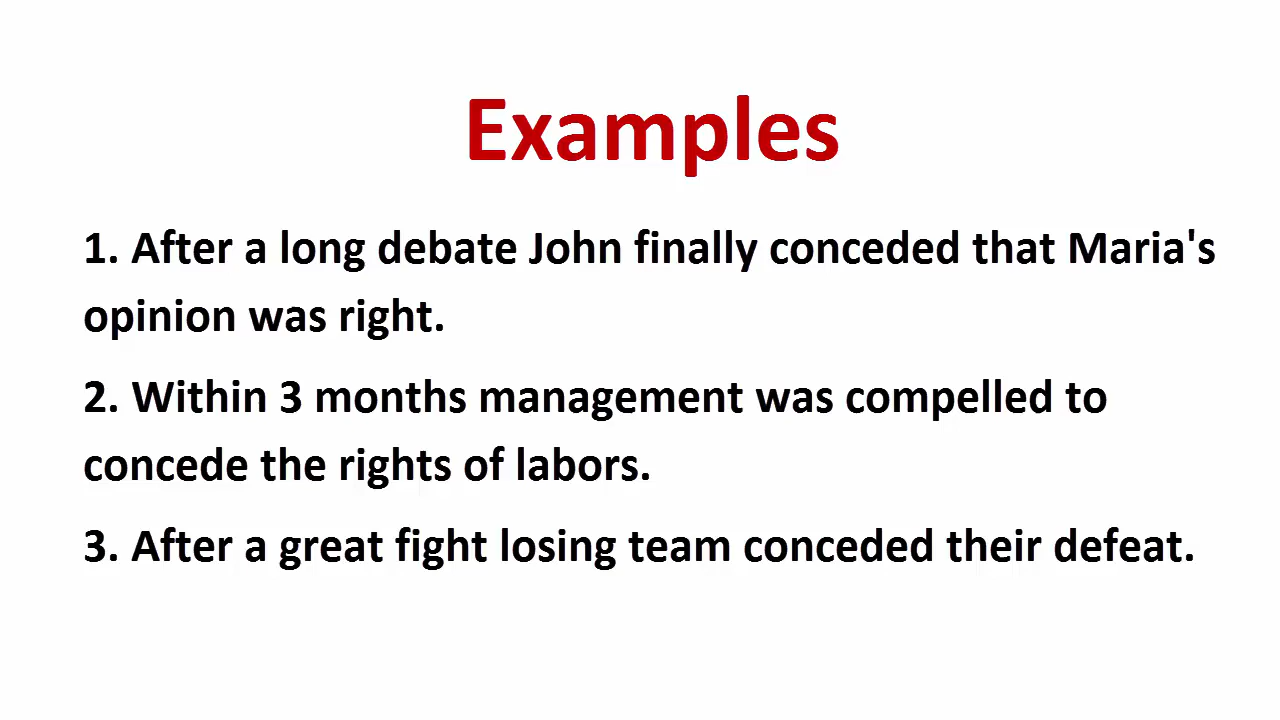 Examples
1. After a long debate John finally conceded that Maria's
opinion was right.
2. Within 3 months management was compelled to
concede the rights of labors.
3. After a great fight losing team conceded their defeat.